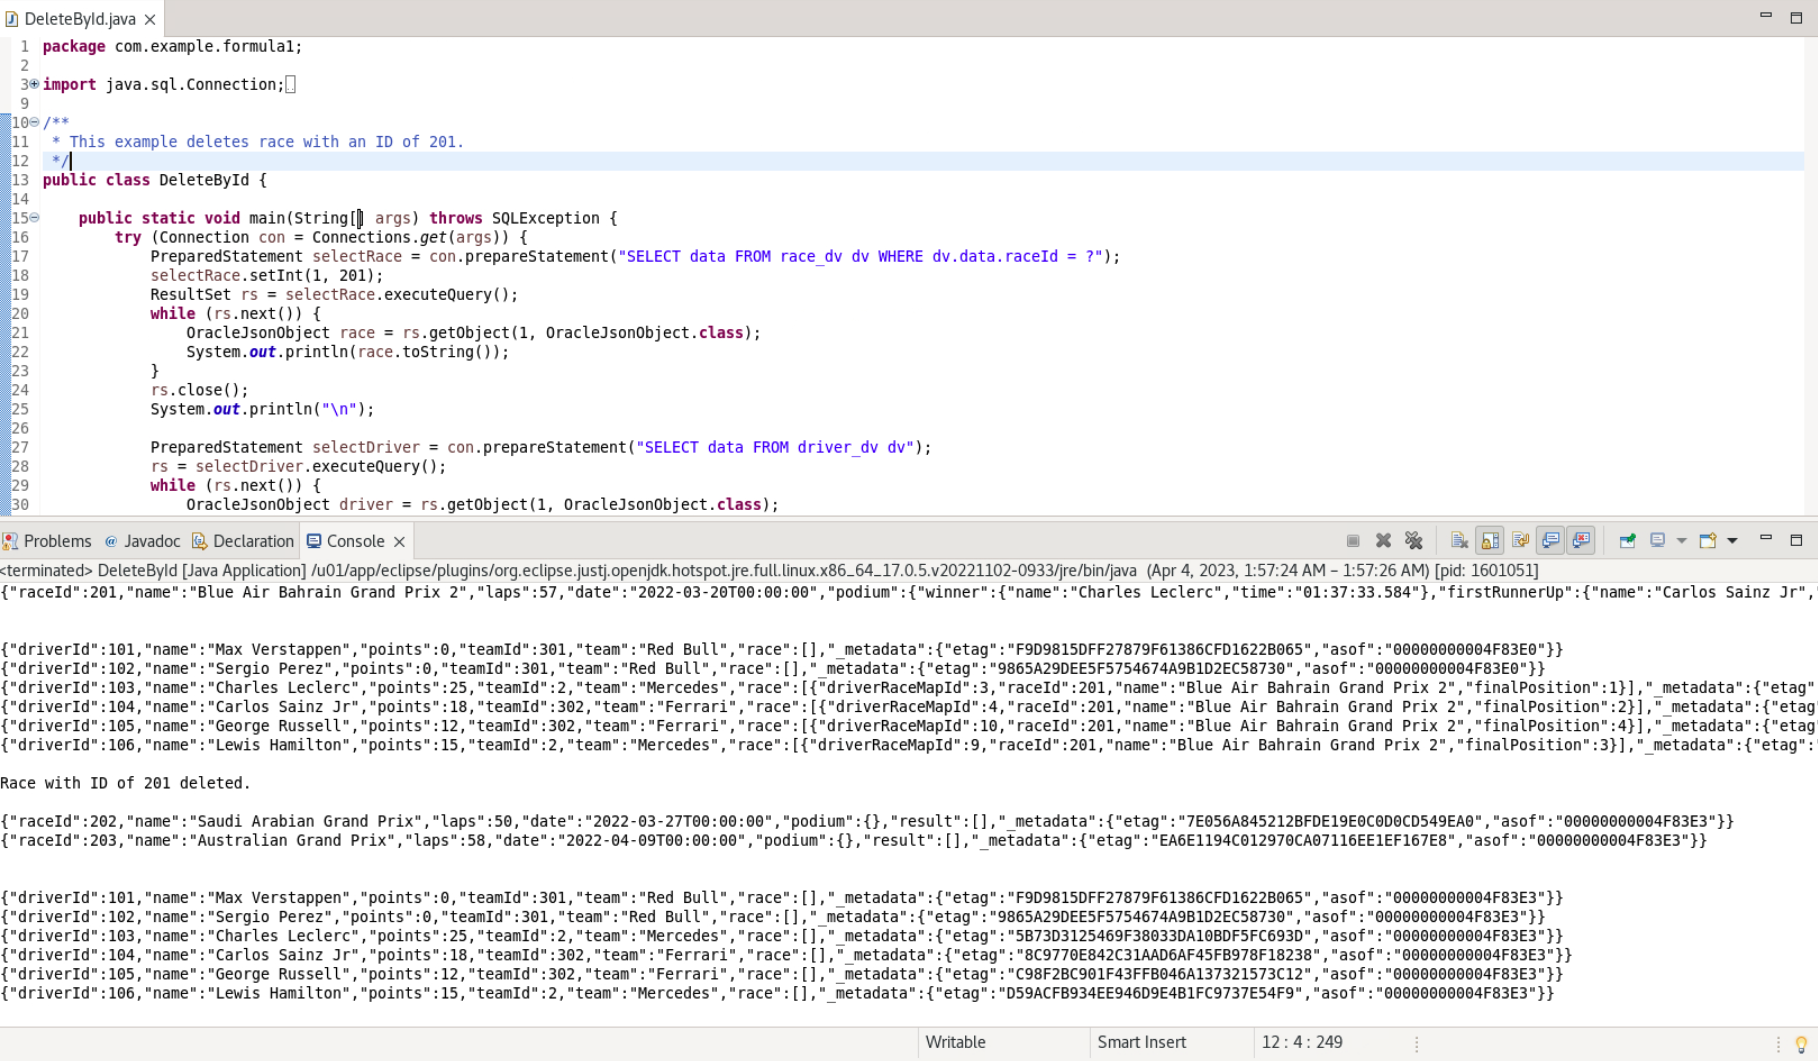 DeleteById.java
1 package com.example.formula1;
2
3 import java.sql.Connection;
9
10 /**
11  * This example deletes race with an ID of 201.
12  */
13 public class DeleteById {
14
15     public static void main(String[] args) throws SQLException {
16         try (Connection con = Connections.get(args)) {
17             PreparedStatement selectRace = con.prepareStatement("SELECT data FROM race_dv dv WHERE dv.data.raceId = ?");
18             selectRace.setInt(1, 201);
19             ResultSet rs = selectRace.executeQuery();
20             while (rs.next()) {
21                 OracleJsonObject race = rs.getObject(1, OracleJsonObject.class);
22                 System.out.println(race.toString());
23             }
24             rs.close();
25             System.out.println("\n");
26
27             PreparedStatement selectDriver = con.prepareStatement("SELECT data FROM driver_dv dv");
28             rs = selectDriver.executeQuery();
29             while (rs.next()) {
30                 OracleJsonObject driver = rs.getObject(1, OracleJsonObject.class);
Problems @ Javadoc Declaration Console
<terminated> DeleteById [Java Application] /u01/app/eclipse/plugins/org.eclipse.justj.openjdk.hotspot.jre.full.linux.x86_64_17.0.5.v20221102-0933/jre/bin/java (Apr 4, 2023, 1:57:24 AM – 1:57:26 AM) [pid: 1601051]
{"raceId":201,"name":"Blue Air Bahrain Grand Prix 2","laps":57,"date":"2022-03-20T00:00:00","podium":{"winner":{"name":"Charles Leclerc","time":"01:37:33.584"},"firstRunnerUp":{"name":"Carlos Sainz Jr",
{"driverId":101,"name":"Max Verstappen","points":0,"teamId":301,"team":"Red Bull","race":[],"_metadata":{"etag":"F9D9815DFF27879F61386CFD1622B065","asof":"00000000004F83E0"}}
{"driverId":102,"name":"Sergio Perez","points":0,"teamId":301,"team":"Red Bull","race":[],"_metadata":{"etag":"9865A29DEE5F5754674A9B1D2EC58730","asof":"00000000004F83E0"}}
{"driverId":103,"name":"Charles Leclerc","points":25,"teamId":2,"team":"Mercedes","race":[{"driverRaceMapId":3,"raceId":201,"name":"Blue Air Bahrain Grand Prix 2","finalPosition":1}],"_metadata":{"etag"
{"driverId":104,"name":"Carlos Sainz Jr","points":18,"teamId":302,"team":"Ferrari","race":[{"driverRaceMapId":4,"raceId":201,"name":"Blue Air Bahrain Grand Prix 2","finalPosition":2}],"_metadata":{"etag
{"driverId":105,"name":"George Russell","points":12,"teamId":302,"team":"Ferrari","race":[{"driverRaceMapId":10,"raceId":201,"name":"Blue Air Bahrain Grand Prix 2","finalPosition":4}],"_metadata":{"etag
{"driverId":106,"name":"Lewis Hamilton","points":15,"teamId":2,"team":"Mercedes","race":[{"driverRaceMapId":9,"raceId":201,"name":"Blue Air Bahrain Grand Prix 2","finalPosition":3}],"_metadata":{"etag":
Race with ID of 201 deleted.
{"raceId":202,"name":"Saudi Arabian Grand Prix","laps":50,"date":"2022-03-27T00:00:00","podium":{},"result":[],"_metadata":{"etag":"7E056A845212BFDE19E0C0D0CD549EA0","asof":"00000000004F83E3"}}
{"raceId":203,"name":"Australian Grand Prix","laps":58,"date":"2022-04-09T00:00:00","podium":{},"result":[],"_metadata":{"etag":"EA6E1194C012970CA07116EE1EF167E8","asof":"00000000004F83E3"}}
{"driverId":101,"name":"Max Verstappen","points":0,"teamId":301,"team":"Red Bull","race":[],"_metadata":{"etag":"F9D9815DFF27879F61386CFD1622B065","asof":"00000000004F83E3"}}
{"driverId":102,"name":"Sergio Perez","points":0,"teamId":301,"team":"Red Bull","race":[],"_metadata":{"etag":"9865A29DEE5F5754674A9B1D2EC58730","asof":"00000000004F83E3"}}
{"driverId":103,"name":"Charles Leclerc","points":25,"teamId":2,"team":"Mercedes","race":[],"_metadata":{"etag":"5B73D3125469F38033DA10BDF5FC693D","asof":"00000000004F83E3"}}
{"driverId":104,"name":"Carlos Sainz Jr","points":18,"teamId":302,"team":"Ferrari","race":[],"_metadata":{"etag":"8C9770E842C31AAD6AF45FB978F18238","asof":"00000000004F83E3"}}
{"driverId":105,"name":"George Russell","points":12,"teamId":302,"team":"Ferrari","race":[],"_metadata":{"etag":"C98F2BC901F43FFB046A137321573C12","asof":"00000000004F83E3"}}
{"driverId":106,"name":"Lewis Hamilton","points":15,"teamId":2,"team":"Mercedes","race":[],"_metadata":{"etag":"D59ACFB934EE946D9E4B1FC9737E54F9","asof":"00000000004F83E3"}}
Writable Smart Insert 12 : 4 : 249